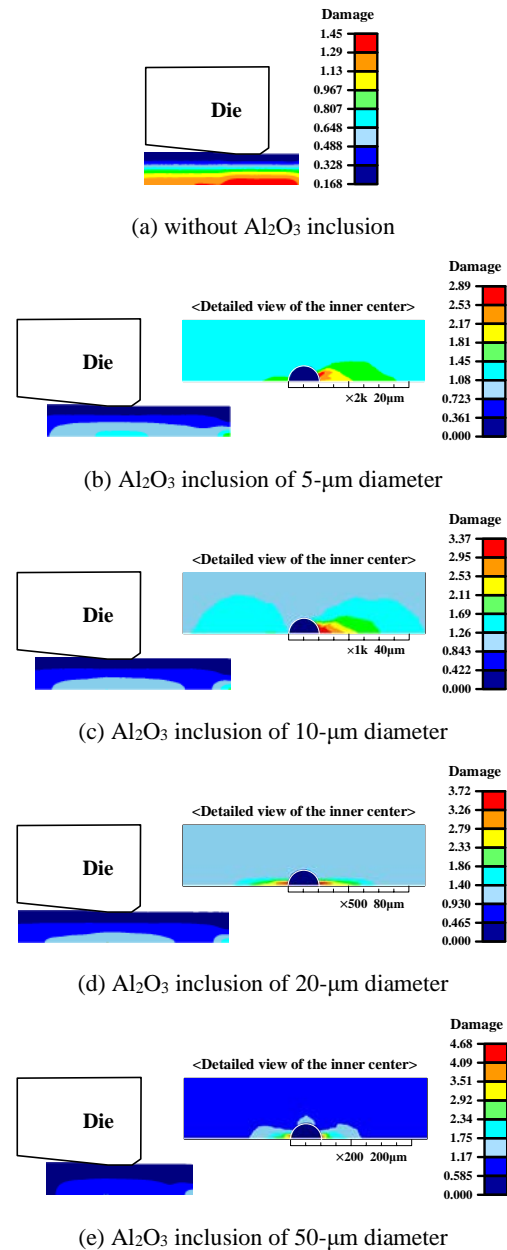 Damage
1.45
1.29
1.13
0.967
0.807
0.648
0.488
0.328
0.168
Die
(a) without Al₂O₃ inclusion
Damage
2.89
2.53
2.17
1.81
1.45
1.08
0.723
0.361
0.000
<Detailed view of the inner center>
Die
×2k 20μm
(b) Al₂O₃ inclusion of 5-μm diameter
Damage
3.37
2.95
2.53
2.11
1.69
1.26
0.843
0.422
0.000
<Detailed view of the inner center>
Die
×1k 40μm
(c) Al₂O₃ inclusion of 10-μm diameter
Damage
3.72
3.26
2.79
2.33
1.86
1.40
0.930
0.465
0.000
<Detailed view of the inner center>
Die
×500 80μm
(d) Al₂O₃ inclusion of 20-μm diameter
Damage
4.68
4.09
3.51
2.92
2.34
1.75
1.17
0.585
0.000
<Detailed view of the inner center>
Die
×200 200μm
(e) Al₂O₃ inclusion of 50-μm diameter